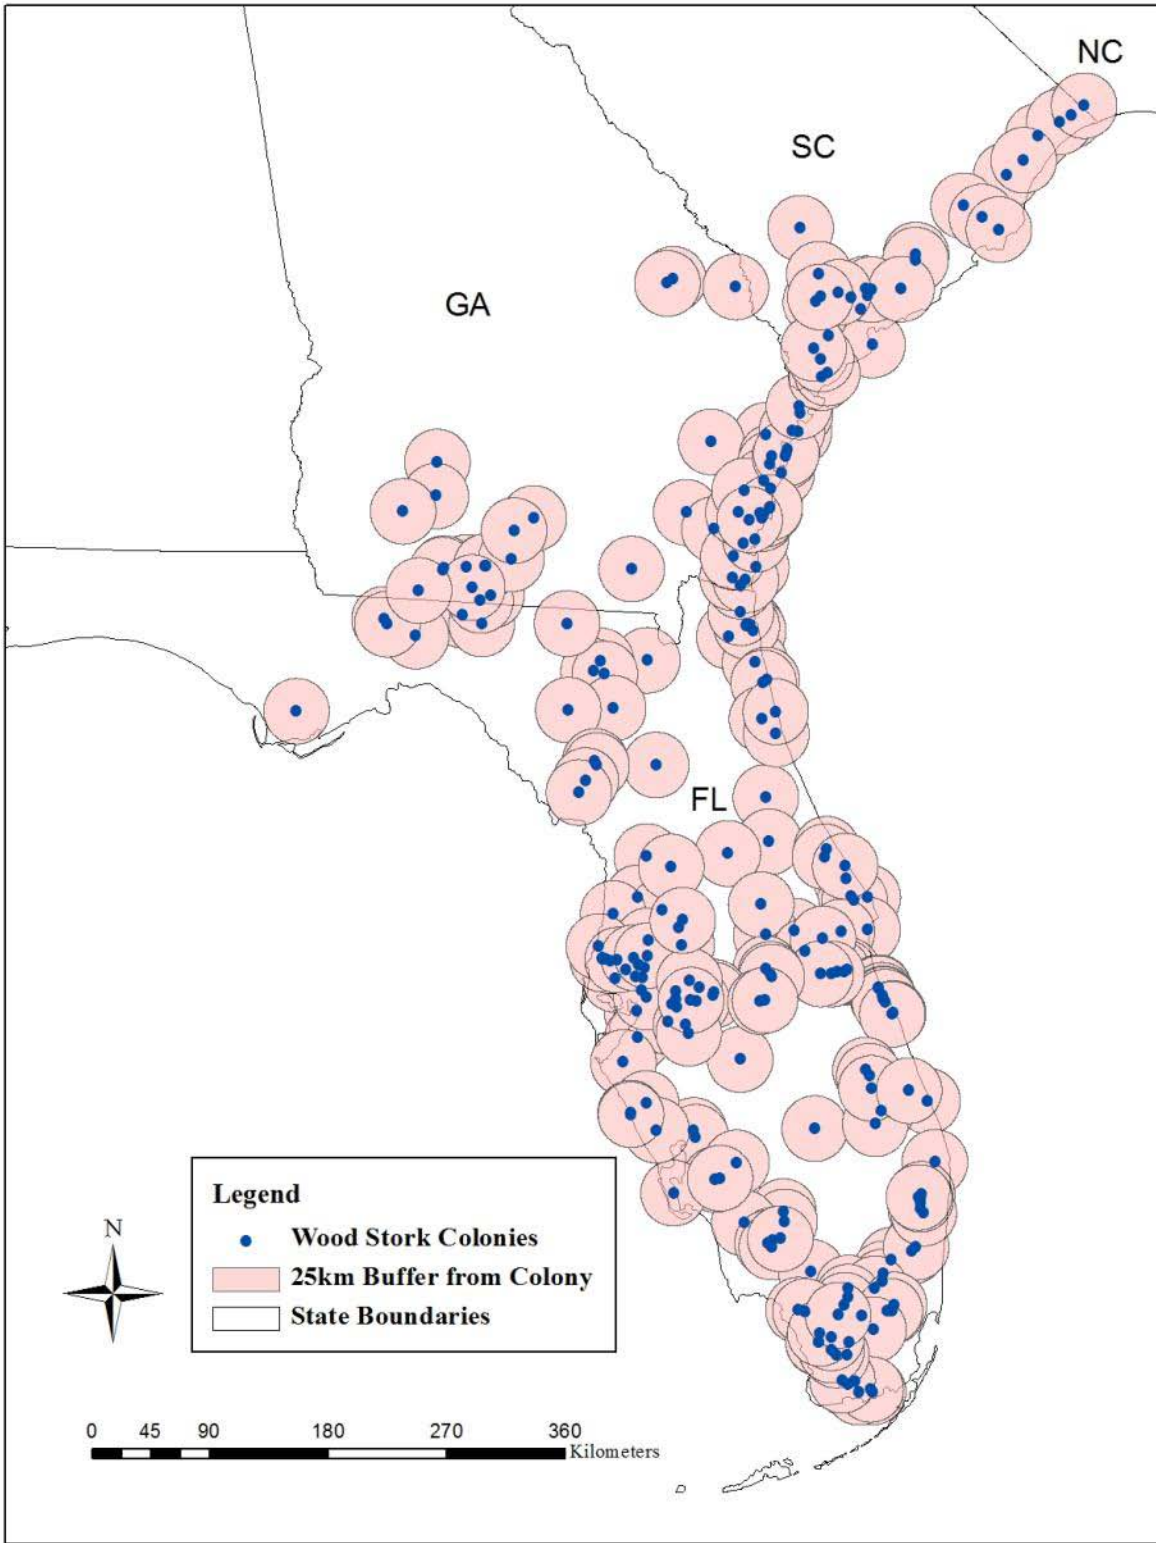 NC
SC
GA
FL
Legend
Wood Stork Colonies
25km Buffer from Colony
State Boundaries
N
0 45 90 180 270 360
Kilometers